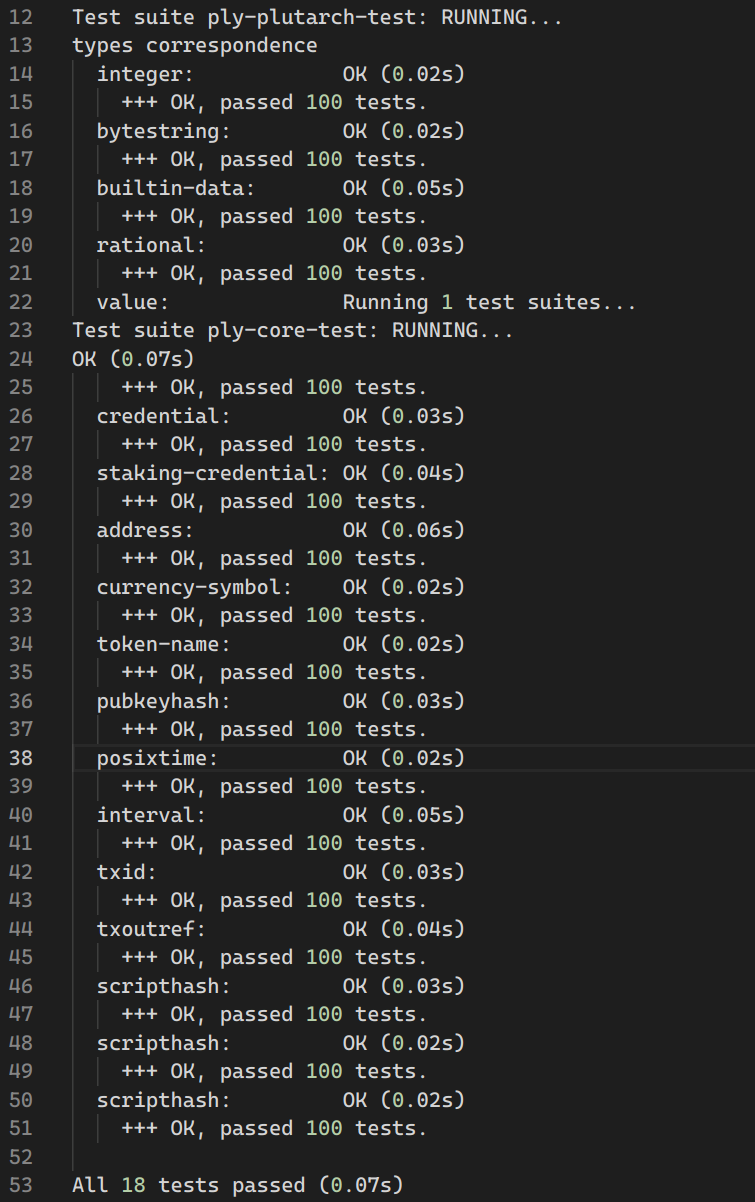 12 Test suite ply-plutarch-test: RUNNING...
13 types correspondence
14 integer: OK (0.02s)
15 +++ OK, passed 100 tests.
16 bytestring: OK (0.02s)
17 +++ OK, passed 100 tests.
18 builtin-data: OK (0.05s)
19 +++ OK, passed 100 tests.
20 rational: OK (0.03s)
21 +++ OK, passed 100 tests.
22 value: Running 1 test suites...
23 Test suite ply-core-test: RUNNING...
24 OK (0.07s)
25 +++ OK, passed 100 tests.
26 credential: OK (0.03s)
27 +++ OK, passed 100 tests.
28 staking-credential: OK (0.04s)
29 +++ OK, passed 100 tests.
30 address: OK (0.06s)
31 +++ OK, passed 100 tests.
32 currency-symbol: OK (0.02s)
33 +++ OK, passed 100 tests.
34 token-name: OK (0.02s)
35 +++ OK, passed 100 tests.
36 pubkeyhash: OK (0.03s)
37 +++ OK, passed 100 tests.
38 posixtime: OK (0.02s)
39 +++ OK, passed 100 tests.
40 interval: OK (0.05s)
41 +++ OK, passed 100 tests.
42 txid: OK (0.03s)
43 +++ OK, passed 100 tests.
44 txoutref: OK (0.04s)
45 +++ OK, passed 100 tests.
46 scripthash: OK (0.03s)
47 +++ OK, passed 100 tests.
48 scripthash: OK (0.02s)
49 +++ OK, passed 100 tests.
50 scripthash: OK (0.02s)
51 +++ OK, passed 100 tests.
52
53 All 18 tests passed (0.07s)